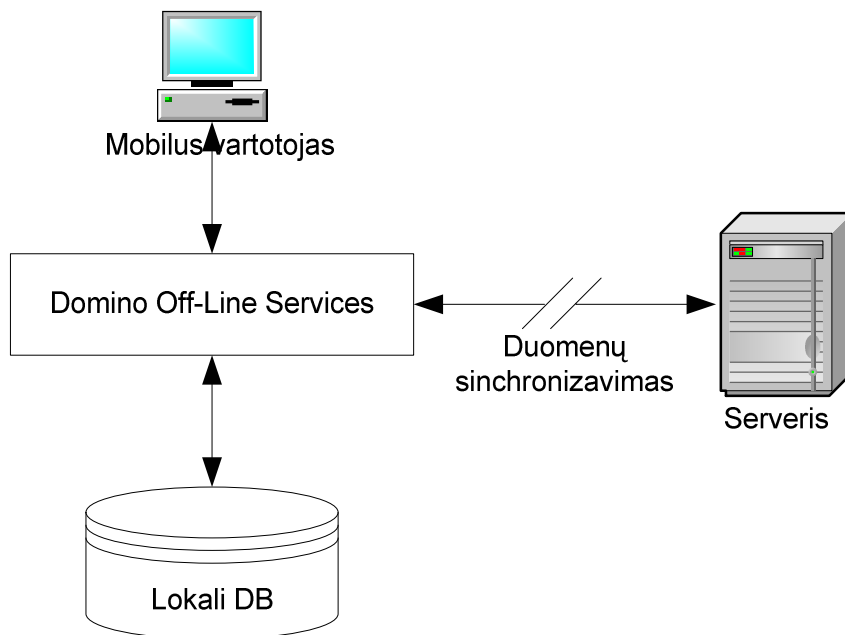 Mobilus vartotojas
Domino Off-Line Services
Duomenų
sinchronizavimas
Serveris
Lokali DB